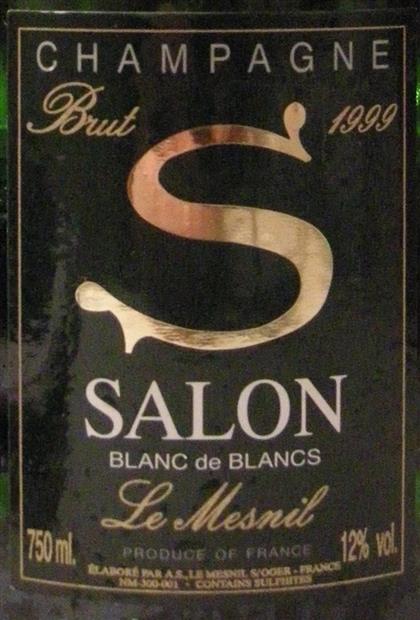 CHAMPAGNE
Brut 1999
S
SALON
BLANC de BLANCS
Le Mesnil
750 ml. 12% vol.
PRODUCE OF FRANCE
ÉLABORÉ PAR A.S., LE MESNIL S/OGER - FRANCE
NM-300-001 - CONTAINS SULPHITES